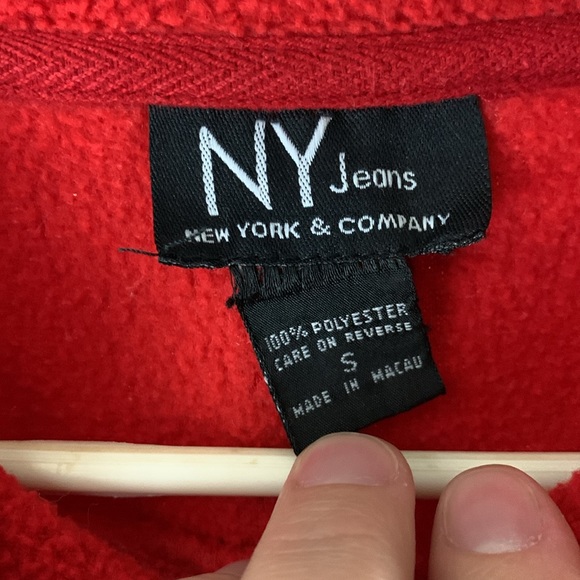 NY Jeans
NEW YORK & COMPANY
100% POLYESTER
CARE ON REVERSE
S
MADE IN MACAU